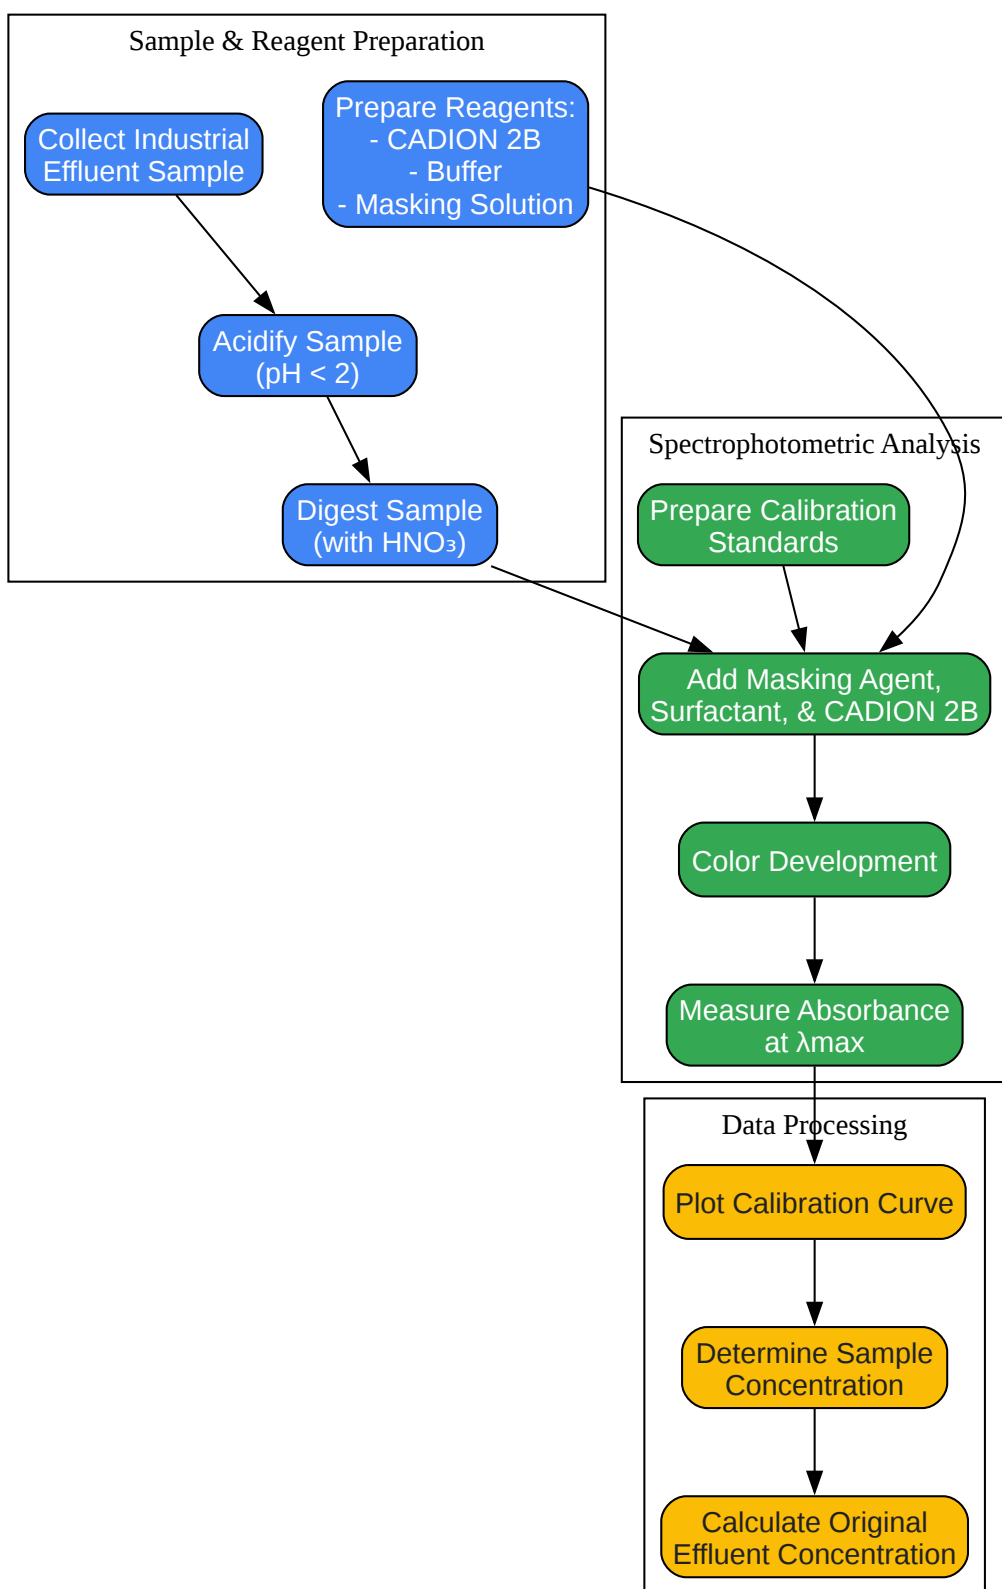 Sample & Reagent Preparation
Collect Industrial
Effluent Sample
Prepare Reagents:
- CADION 2B
- Buffer
- Masking Solution
Acidify Sample
(pH < 2)
Digest Sample
(with HNO₃)
Spectrophotometric Analysis
Prepare Calibration
Standards
Add Masking Agent,
Surfactant, & CADION 2B
Color Development
Measure Absorbance
at λmax
Data Processing
Plot Calibration Curve
Determine Sample
Concentration
Calculate Original
Effluent Concentration